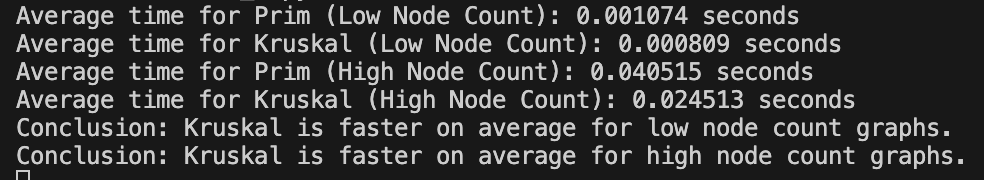 Average time for Prim (Low Node Count): 0.001074 seconds
Average time for Kruskal (Low Node Count): 0.000809 seconds
Average time for Prim (High Node Count): 0.040515 seconds
Average time for Kruskal (High Node Count): 0.024513 seconds
Conclusion: Kruskal is faster on average for low node count graphs.
Conclusion: Kruskal is faster on average for high node count graphs.